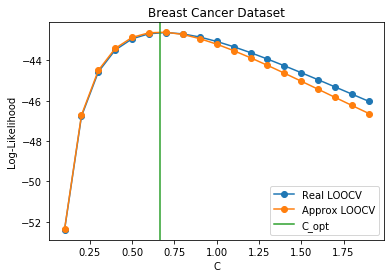 Breast Cancer Dataset
Log-Likelihood
−44
−46
−48
−50
−52
0.25 0.50 0.75 1.00 1.25 1.50 1.75
C
Real LOOCV
Approx LOOCV
C_opt